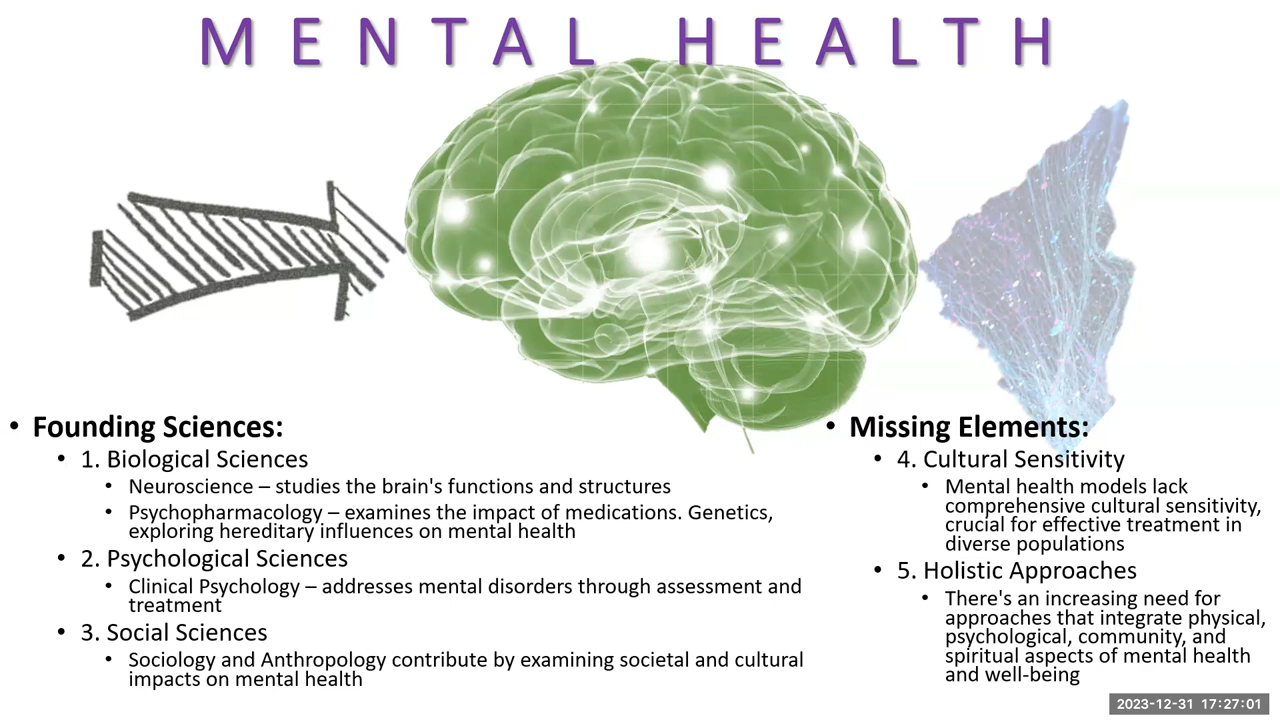 MENTAL HEALTH
• Founding Sciences:
• 1. Biological Sciences
• Neuroscience – studies the brain's functions and structures
• Psychopharmacology – examines the impact of medications. Genetics,
exploring hereditary influences on mental health
• 2. Psychological Sciences
• Clinical Psychology – addresses mental disorders through assessment and
treatment
• 3. Social Sciences
• Sociology and Anthropology contribute by examining societal and cultural
impacts on mental health
• Missing Elements:
• 4. Cultural Sensitivity
• Mental health models lack
comprehensive cultural sensitivity,
crucial for effective treatment in
diverse populations
• 5. Holistic Approaches
• There's an increasing need for
approaches that integrate physical,
psychological, community, and
spiritual aspects of mental health
and well-being
2023-12-31 17:27:01